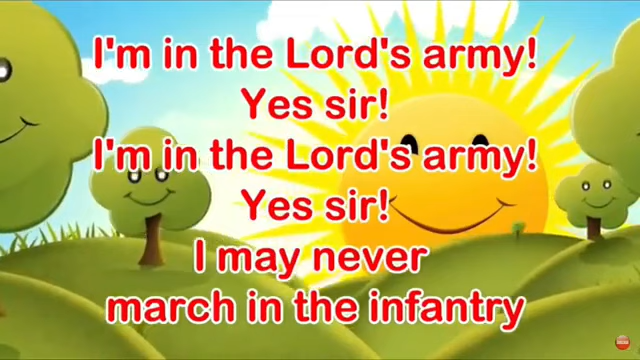 I'm in the Lord's army!
Yes sir!
I'm in the Lord's army!
Yes sir!
I may never
march in the infantry